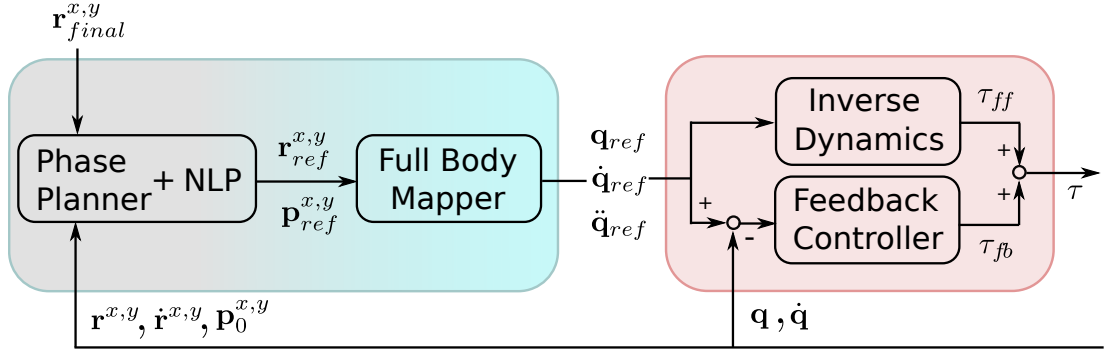 r^{x,y}_{final}
Phase
Planner
+ NLP
r^{x,y}_{ref}
p^{x,y}_{ref}
Full Body
Mapper
q_{ref}
q̇_{ref}
q̈_{ref}
+
-
Inverse
Dynamics
Feedback
Controller
τ_{ff}
+
+
τ_{fb}
τ
r^{x,y}, ṙ^{x,y}, p^{x,y}_0
q , q̇